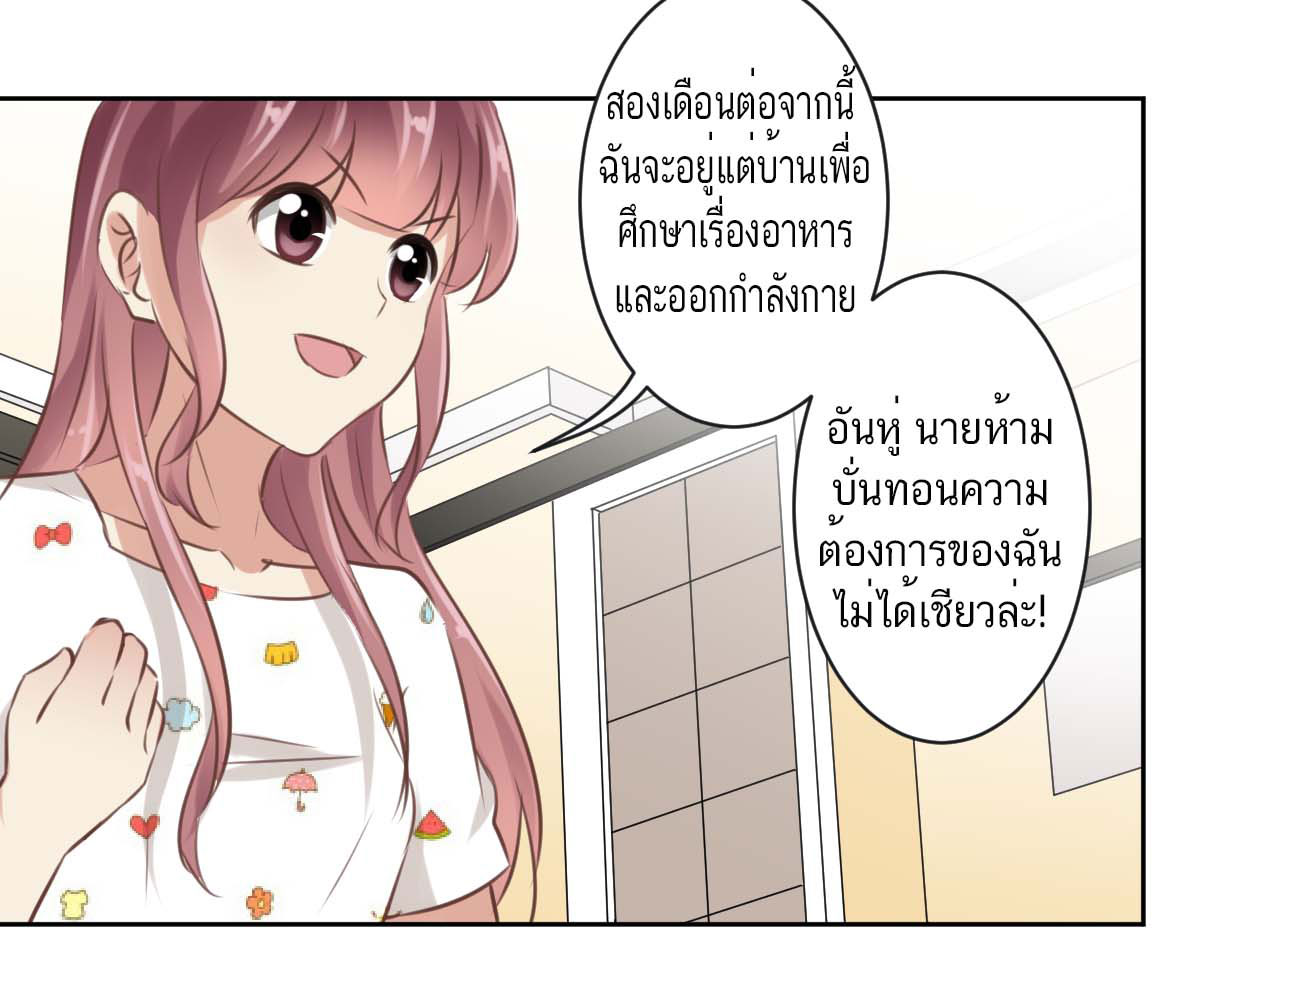 สองเดือนต่อจากนี้
ฉันจะอยู่แต่บ้านเพื่อ
ศึกษาเรื่องอาหาร
และออกกำลังกาย
อันหู่ นายห้าม
บั่นทอนความ
ต้องการของฉัน
ไม่ได้เชียวล่ะ!